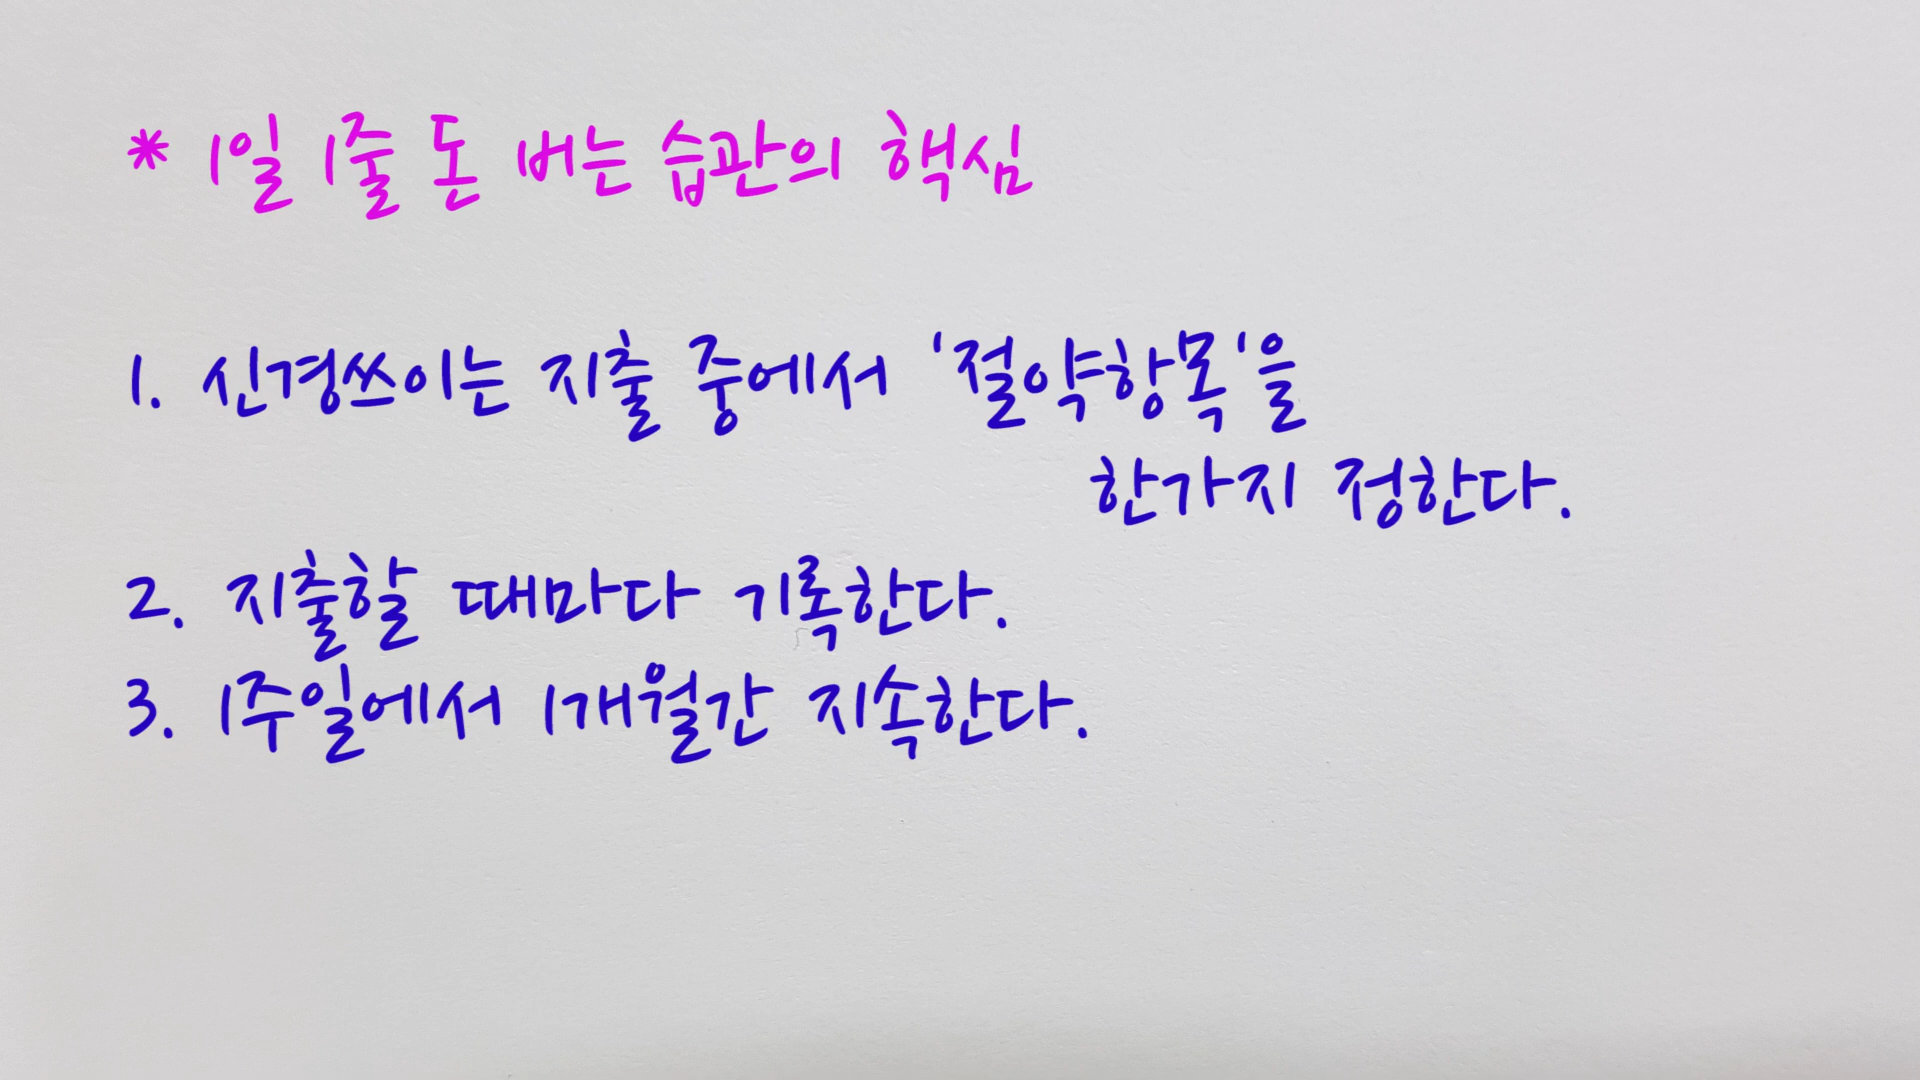 * 1일 1줄 돈 버는 습관의 핵심
1. 신경쓰이는 지출 중에서 '절약항목'을
한가지 정한다.
2. 지출할 때마다 기록한다.
3. 1주일에서 1개월간 지속한다.